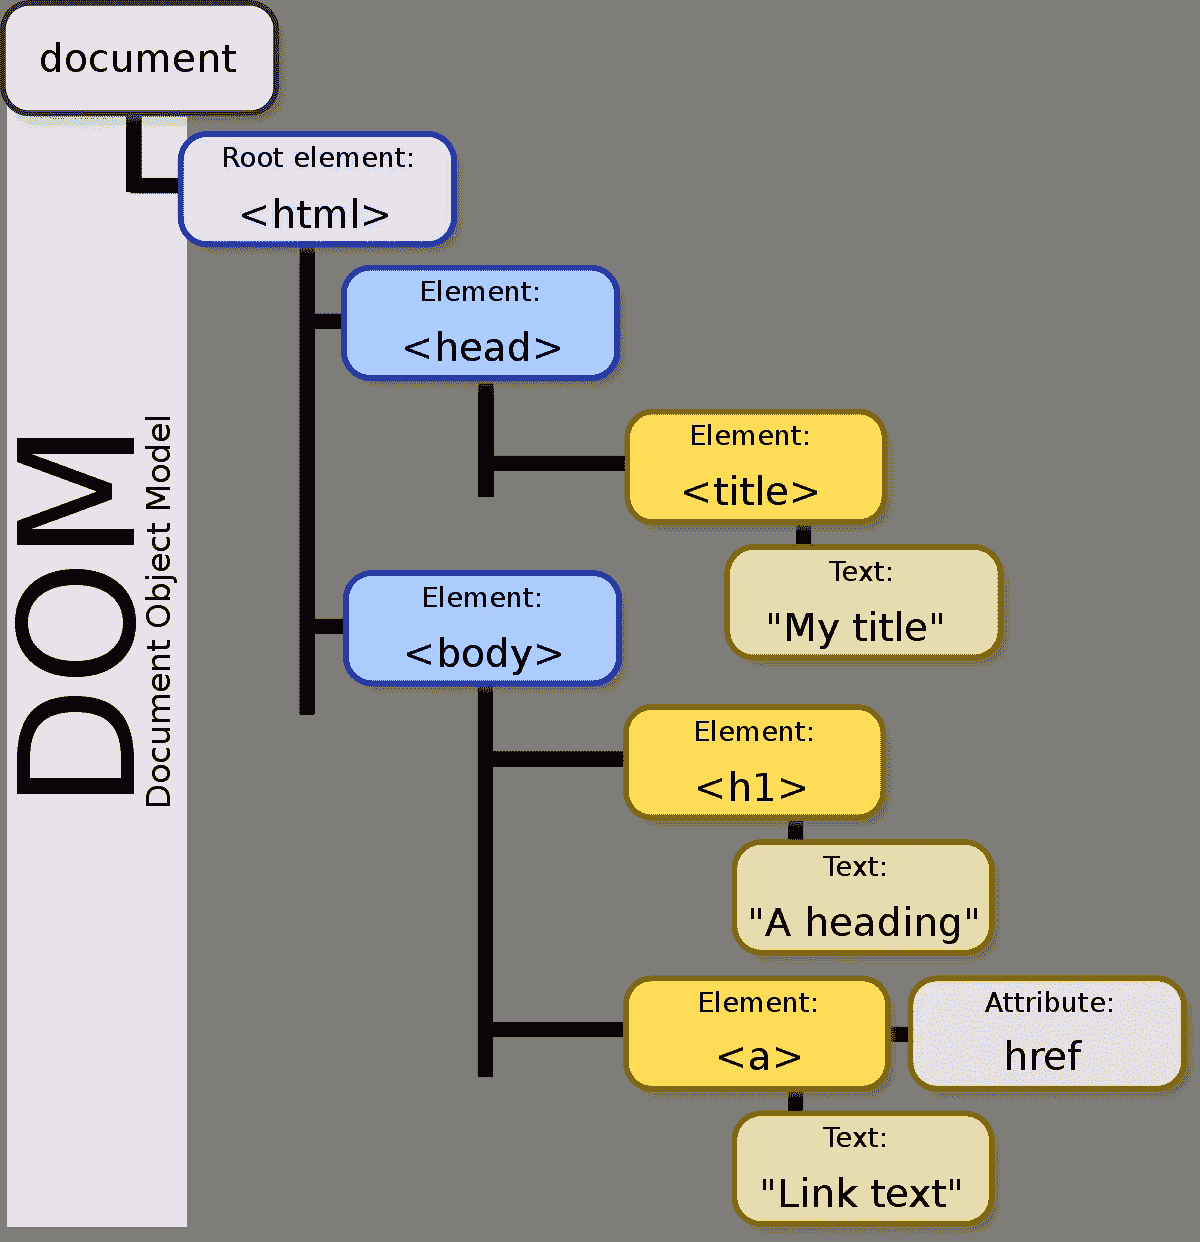 document
Root element:
<html>
Element:
<head>
Element:
<title>
Text:
"My title"
Element:
<body>
Element:
<h1>
Text:
"A heading"
Element:
<a>
Attribute:
href
Text:
"Link text"
DOM
Document Object Model